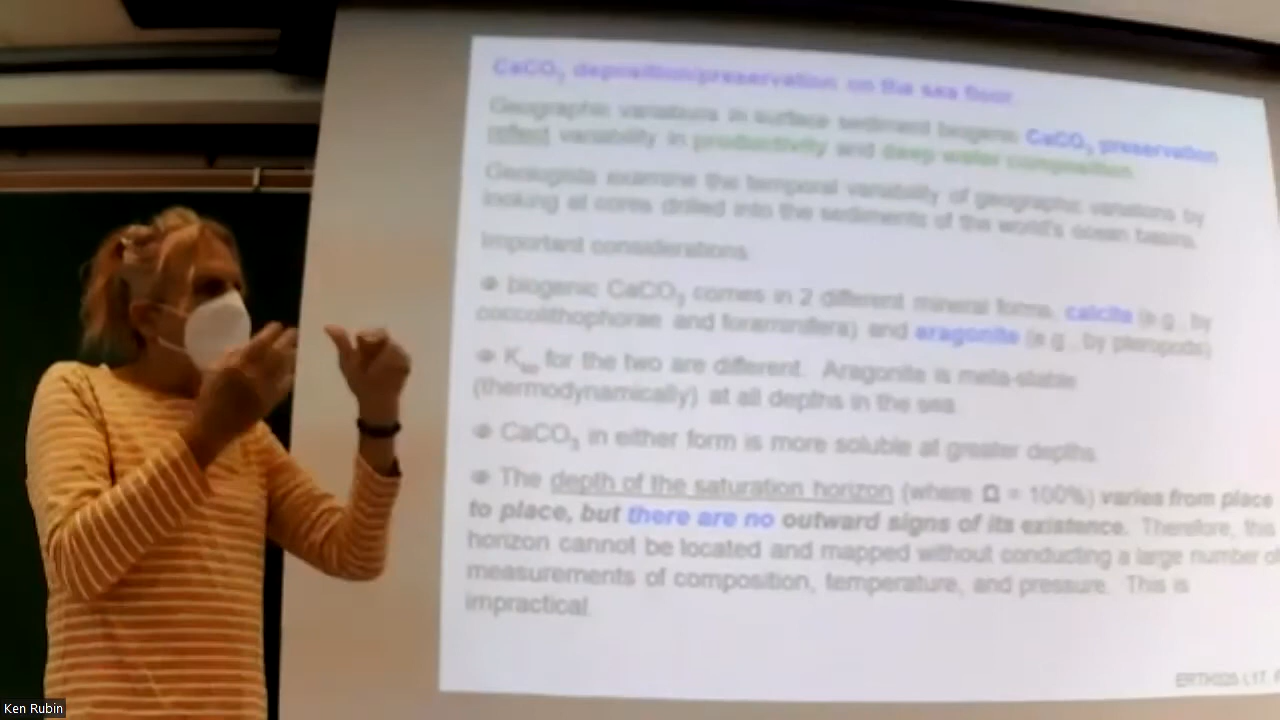 CaCO3 deposition/preservation on the sea floor
Geographic variations in surface sediment biogenic CaCO3 preservation
reflect variability in productivity and deep water composition.
Geologists examine the temporal variability of geographic variations by
looking at cores drilled into the sediments of the world's ocean basins.
Important considerations
biogenic CaCO3 comes in 2 different mineral forms, calcite (e.g., by
coccolithophorae and foraminifera) and aragonite (e.g., by pteropods)
Ksp for the two are different. Aragonite is meta-stable
(thermodynamically) at all depths in the sea
CaCO3 in either form is more soluble at greater depths.
The depth of the saturation horizon (where Ω = 100%) varies from place
to place, but there are no outward signs of its existence. Therefore, this
horizon cannot be located and mapped without conducting a large number of
measurements of composition, temperature, and pressure. This is
impractical.
L17
Ken Rubin